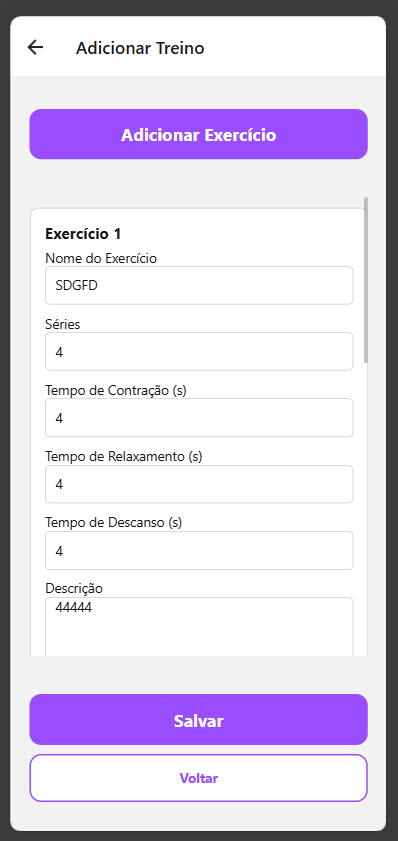 Adicionar Treino
Adicionar Exercício
Exercício 1
Nome do Exercício
SDGFD
Séries
4
Tempo de Contração (s)
4
Tempo de Relaxamento (s)
4
Tempo de Descanso (s)
4
Descrição
44444
Salvar
Voltar